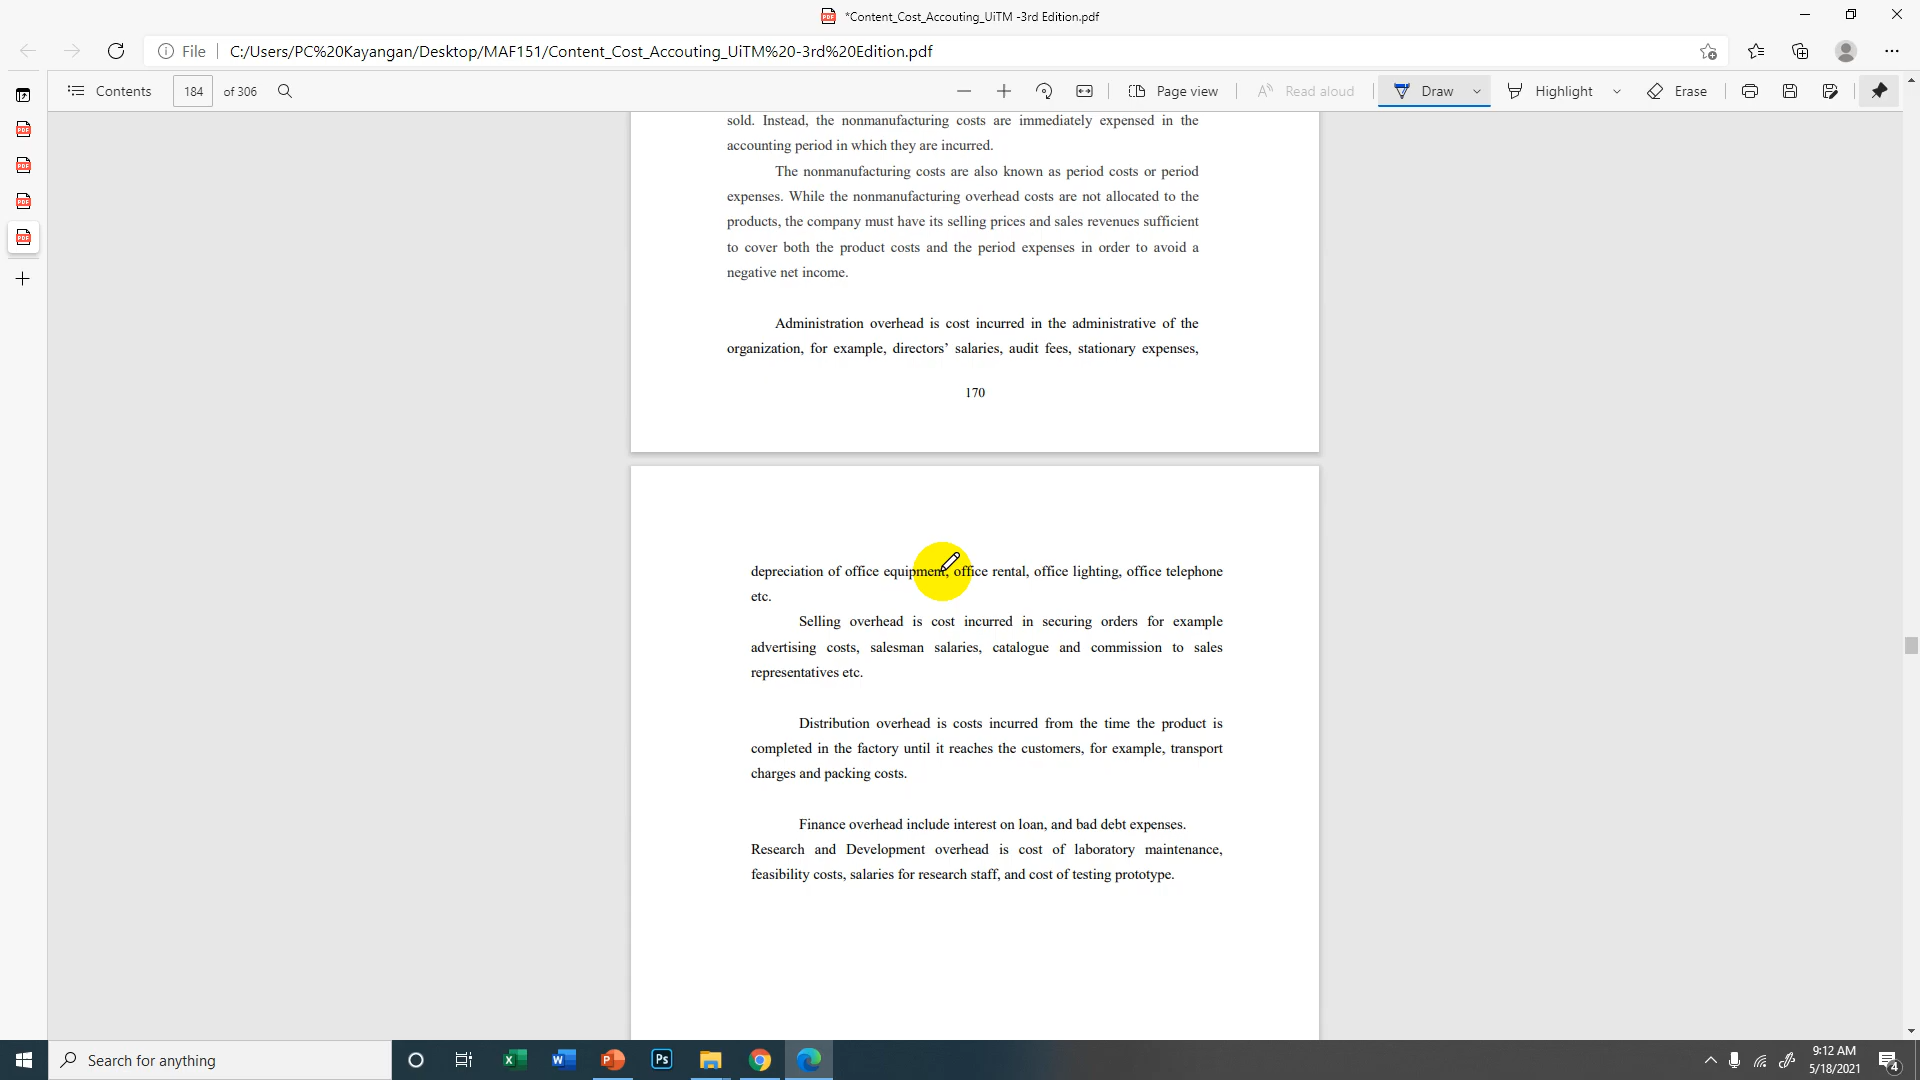 *Content_Cost_Accouting_UiTM -3rd Edition.pdf
File C:/Users/PC%20Kayangan/Desktop/MAF151/Content_Cost_Accouting_UiTM%20-3rd%20Edition.pdf
Contents 184 of 306 Page view Read aloud Draw Highlight Erase
sold. Instead, the nonmanufacturing costs are immediately expensed in the
accounting period in which they are incurred.
The nonmanufacturing costs are also known as period costs or period
expenses. While the nonmanufacturing overhead costs are not allocated to the
products, the company must have its selling prices and sales revenues sufficient
to cover both the product costs and the period expenses in order to avoid a
negative net income.
Administration overhead is cost incurred in the administrative of the
organization, for example, directors’ salaries, audit fees, stationary expenses,
170
depreciation of office equipment, office rental, office lighting, office telephone
etc.
Selling overhead is cost incurred in securing orders for example
advertising costs, salesman salaries, catalogue and commission to sales
representatives etc.
Distribution overhead is costs incurred from the time the product is
completed in the factory until it reaches the customers, for example, transport
charges and packing costs.
Finance overhead include interest on loan, and bad debt expenses.
Research and Development overhead is cost of laboratory maintenance,
feasibility costs, salaries for research staff, and cost of testing prototype.
Search for anything
9:12 AM
5/18/2021
4